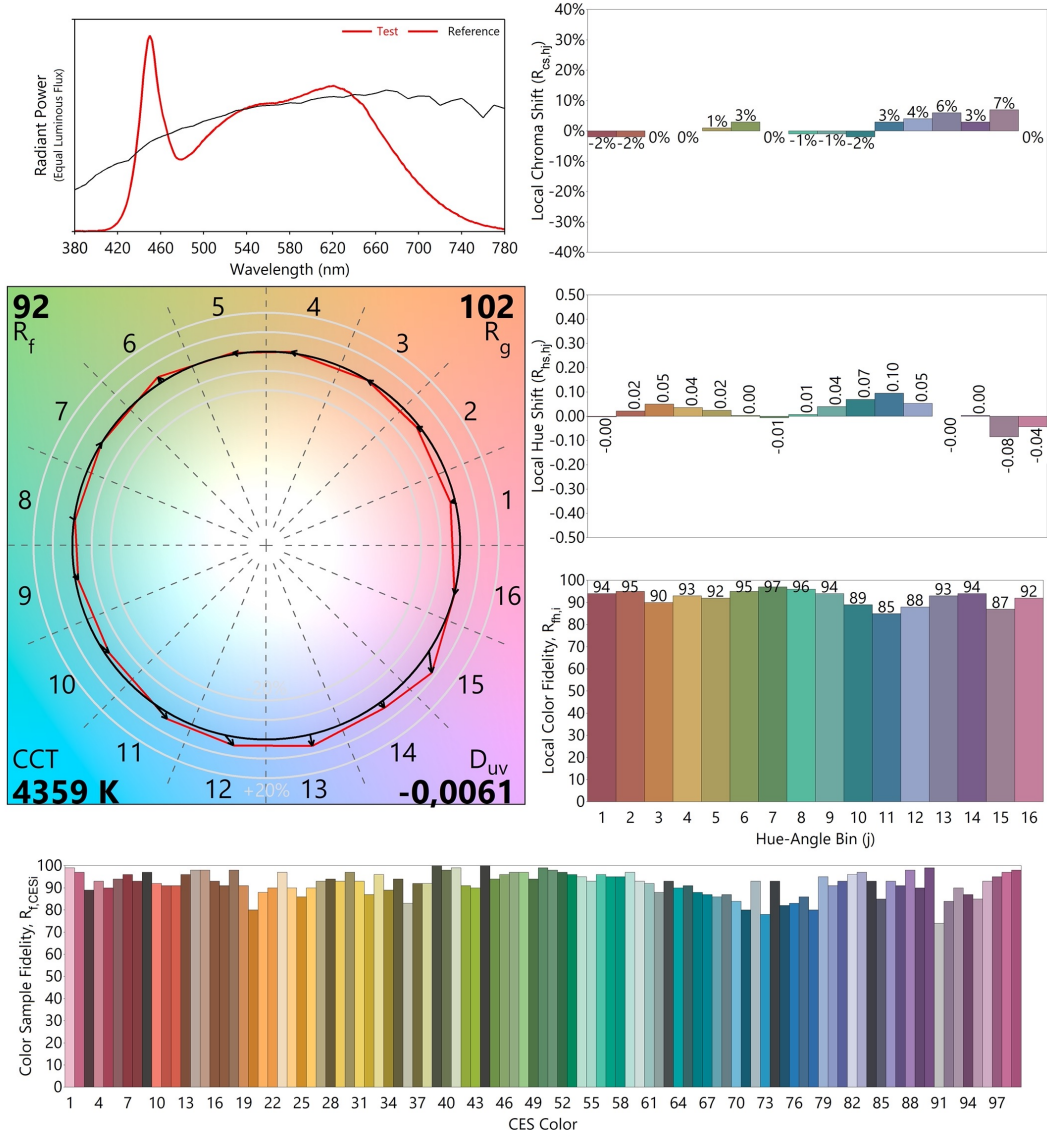 Test Reference
Radiant Power
(Equal Luminous Flux)
380 420 460 500 540 580 620 660 700 740 780
Wavelength (nm)
Local Chroma Shift (Rcs,hj)
40%
30%
20%
10%
0%
-10%
-20%
-30%
-40%
-2% -2% 0% 0% 1% 3% 0% -1% -1% -2% 3% 4% 6% 3% 7% 0%
92
Rf
102
Rg
CCT
4359 K
Duv
-0,0061
+20%
1 2 3 4 5 6 7 8 9 10 11 12 13 14 15 16
Local Hue Shift (Rhs,hj)
0.50
0.40
0.30
0.20
0.10
0.00
-0.10
-0.20
-0.30
-0.40
-0.50
-0.00 0.02 0.05 0.04 0.02 0.00 -0.01 0.01 0.04 0.07 0.10 0.05 -0.00 0.00 -0.08 -0.04
Local Color Fidelity, Rfh,i
100
90
80
70
60
50
40
30
20
10
0
94 95 90 93 92 95 97 96 94 89 85 88 93 94 87 92
1 2 3 4 5 6 7 8 9 10 11 12 13 14 15 16
Hue-Angle Bin (j)
Color Sample Fidelity, Rf,CESi
100
90
80
70
60
50
40
30
20
10
0
1 4 7 10 13 16 19 22 25 28 31 34 37 40 43 46 49 52 55 58 61 64 67 70 73 76 79 82 85 88 91 94 97
CES Color